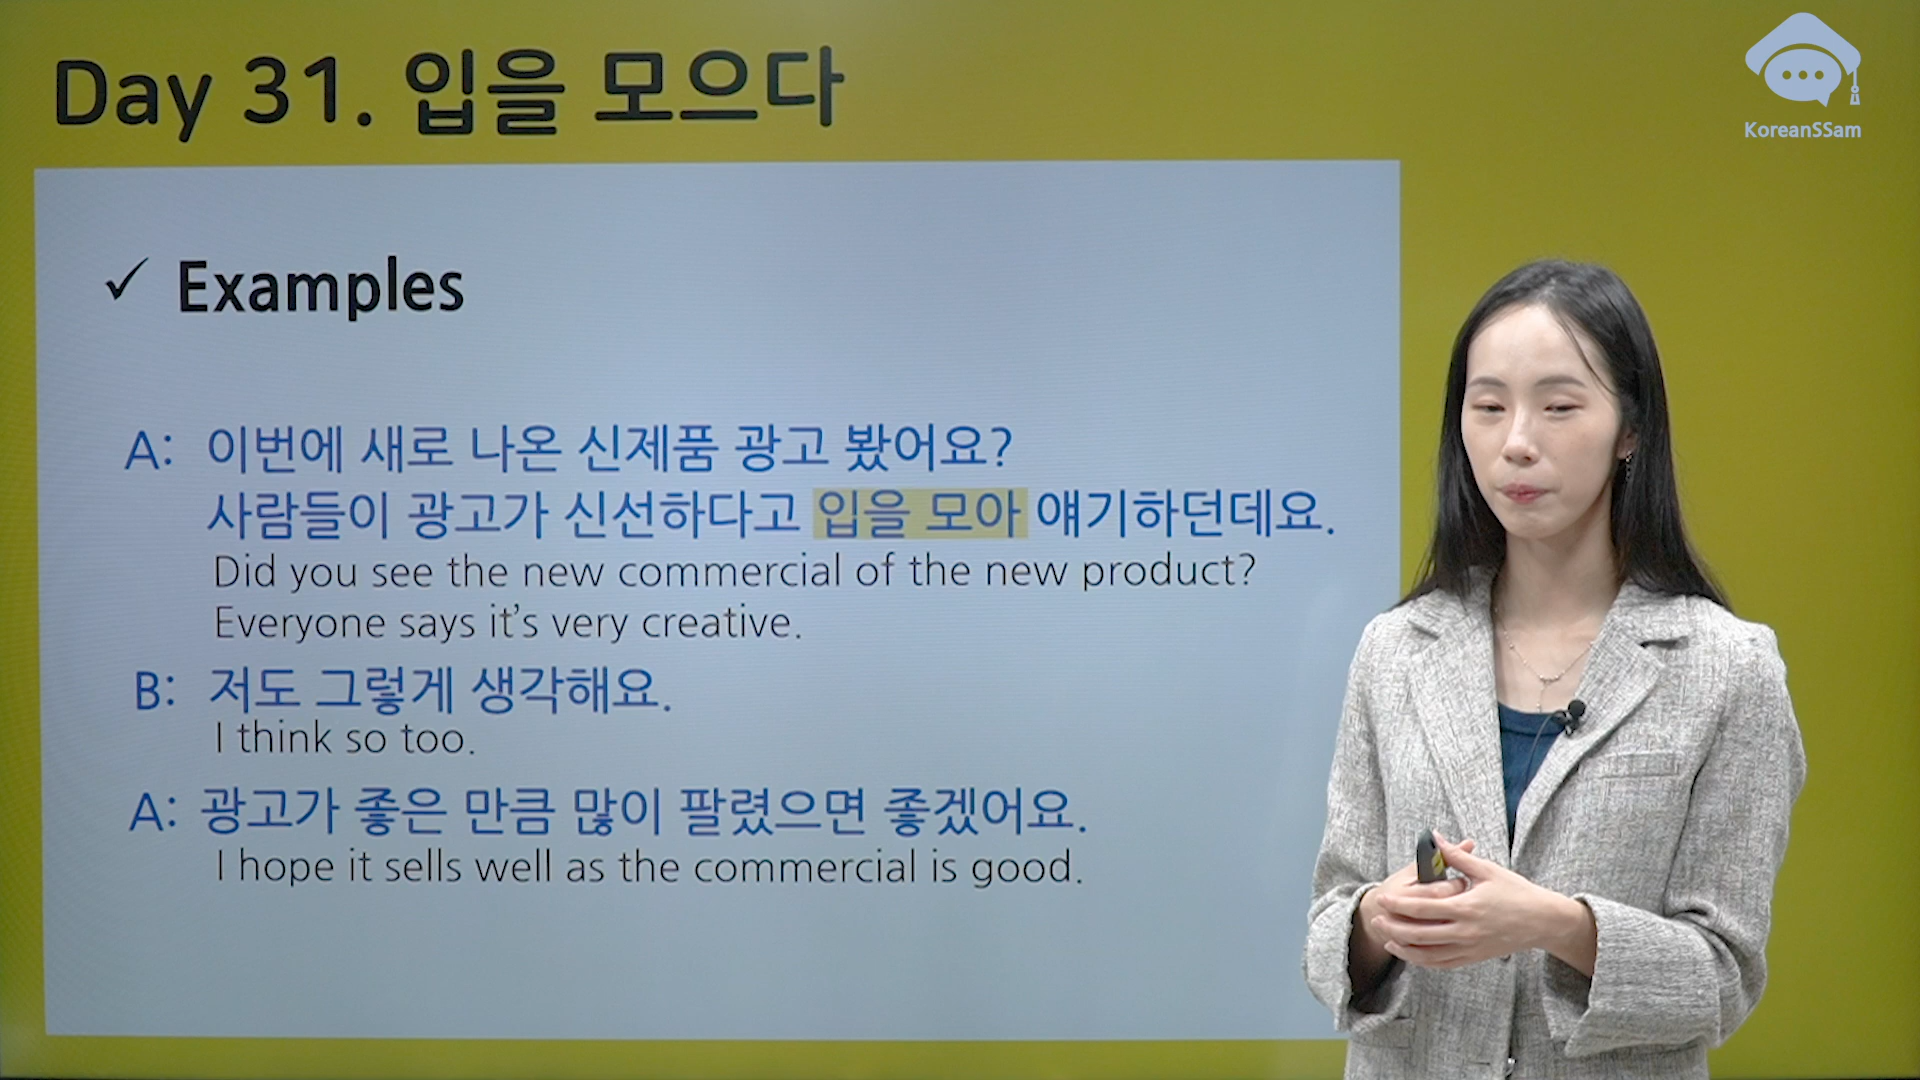 Day 31. 입을 모으다
KoreanSSam
✓ Examples
A: 이번에 새로 나온 신제품 광고 봤어요?
사람들이 광고가 신선하다고 입을 모아 얘기하던데요.
Did you see the new commercial of the new product?
Everyone says it's very creative.
B: 저도 그렇게 생각해요.
I think so too.
A: 광고가 좋은 만큼 많이 팔렸으면 좋겠어요.
I hope it sells well as the commercial is good.